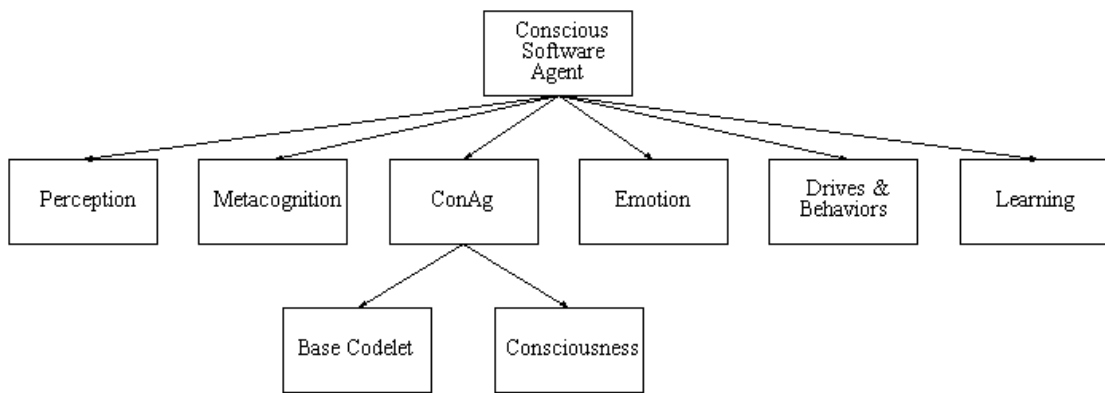 Conscious
Software
Agent
Perception
Metacognition
ConAg
Emotion
Drives &
Behaviors
Learning
Base Codelet
Consciousness